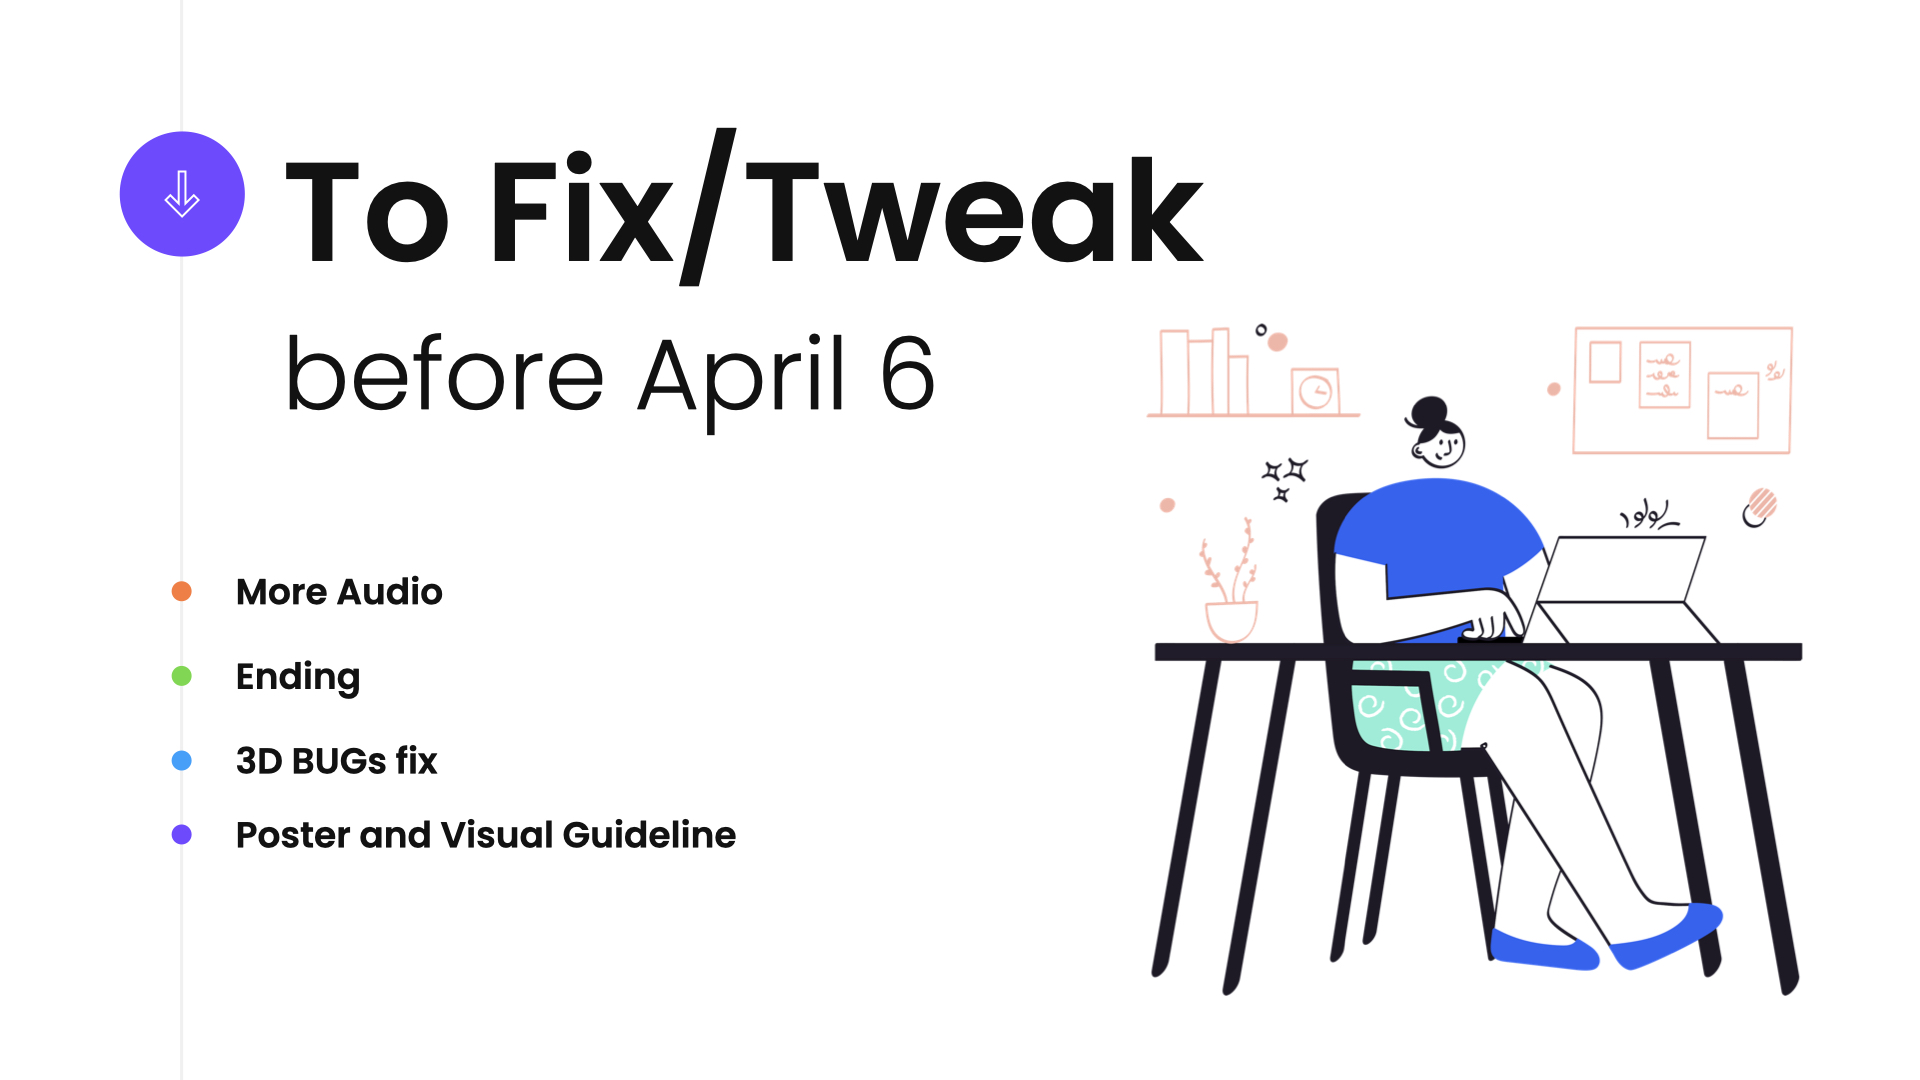 To Fix/Tweak
before April 6
More Audio
Ending
3D BUGs fix
Poster and Visual Guideline